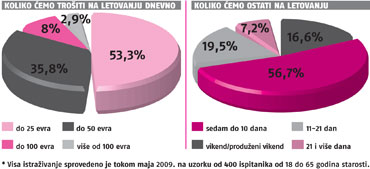 KOLIKO ĆEMO TROŠITI NA LETOVANJU DNEVNO
2,9%
8%
53,3%
35,8%
do 25 evra
do 50 evra
do 100 evra
više od 100 evra
KOLIKO ĆEMO OSTATI NA LETOVANJU
7,2%
16,6%
19,5%
56,7%
sedam do 10 dana
11-21 dan
vikend/produženi vikend
21 i više dana
* Visa istraživanje sprovedeno je tokom maja 2009. na uzorku od 400 ispitanika od 18 do 65 godina starosti.